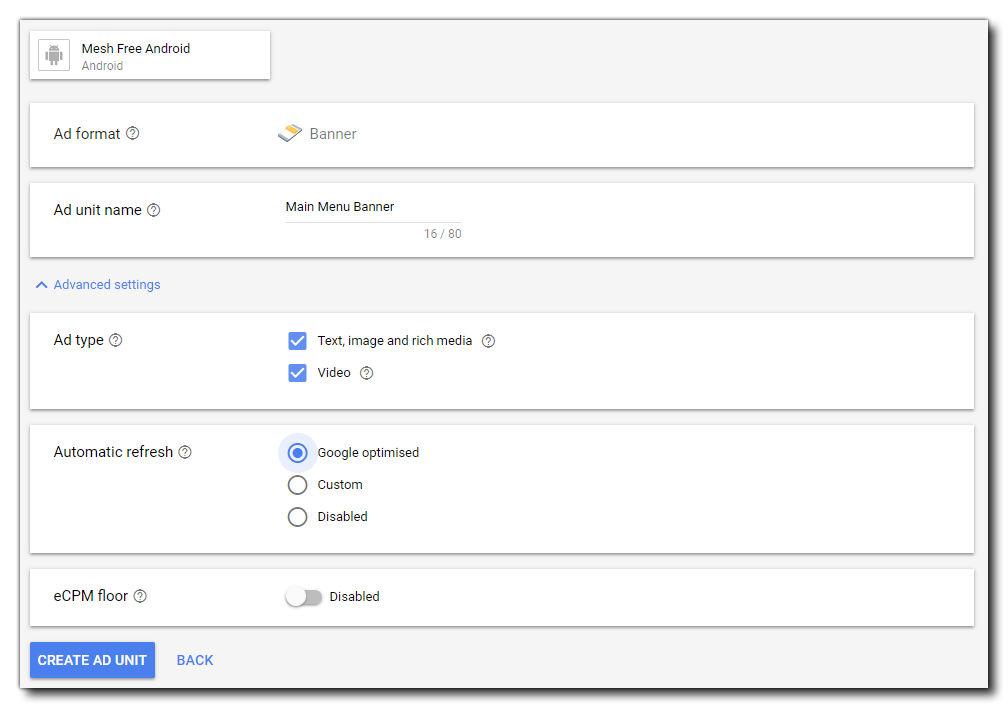 Mesh Free Android
Android
Ad format
Banner
Ad unit name
Main Menu Banner
16 / 80
Advanced settings
Ad type
Text, image and rich media
Video
Automatic refresh
Google optimised
Custom
Disabled
eCPM floor
Disabled
CREATE AD UNIT
BACK